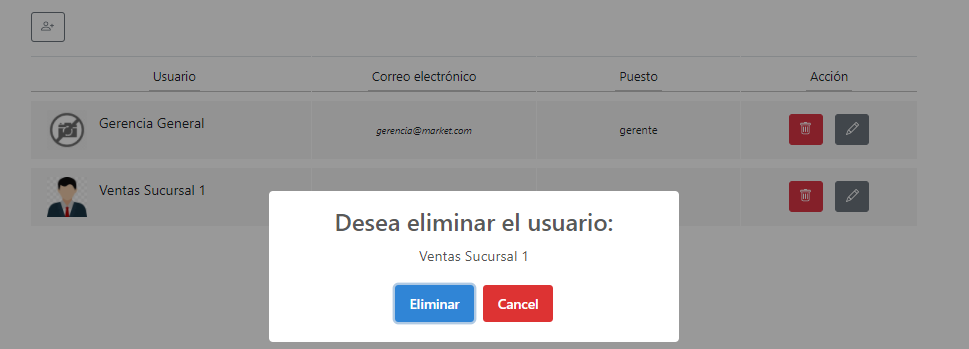 Usuario Correo electrónico Puesto Acción
Gerencia General gerencia@market.com gerente
Ventas Sucursal 1
Desea eliminar el usuario:
Ventas Sucursal 1
Eliminar Cancel